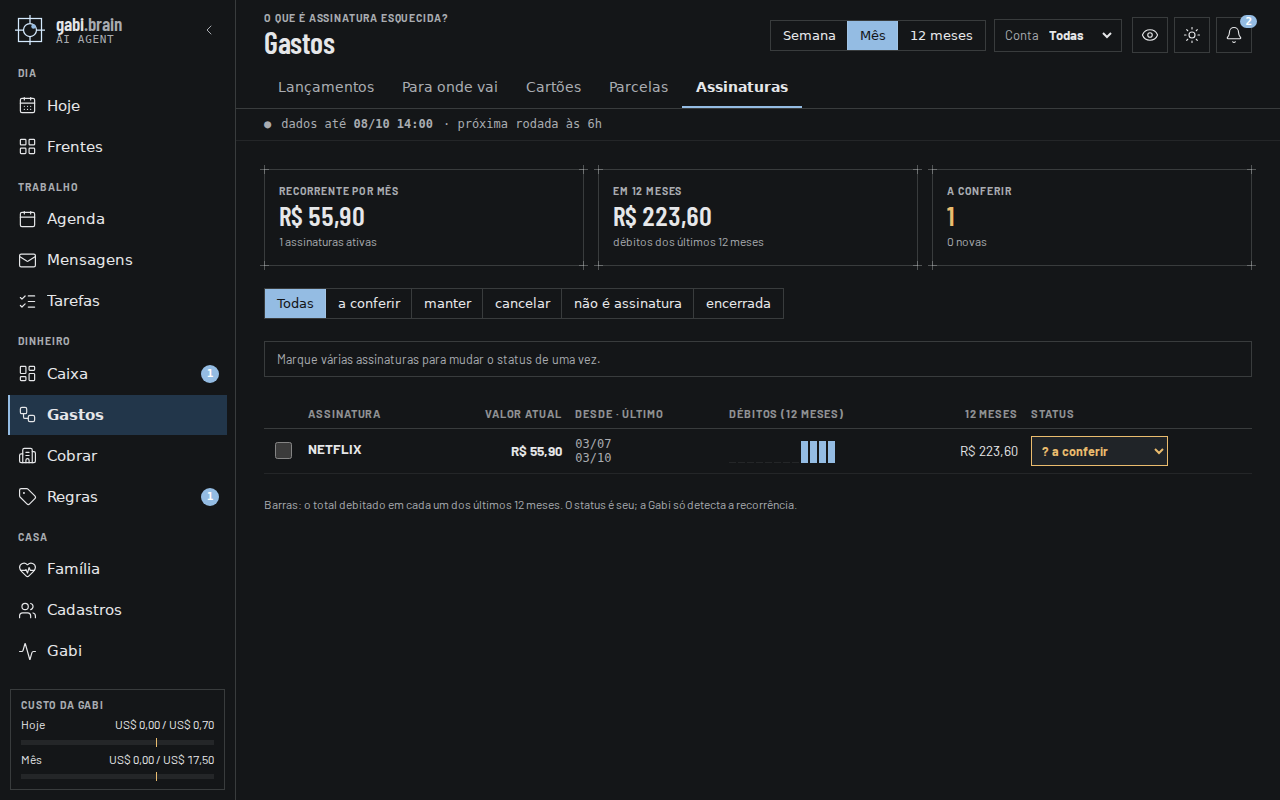 gabi.brain
AI AGENT
DIA
Hoje
Frentes
TRABALHO
Agenda
Mensagens
Tarefas
DINHEIRO
Caixa 1
Gastos
Cobrar
Regras 1
CASA
Família
Cadastros
Gabi
CUSTO DA GABI
Hoje US$ 0,00 / US$ 0,70
Mês US$ 0,00 / US$ 17,50
O QUE É ASSINATURA ESQUECIDA?
Gastos
Semana Mês 12 meses Conta Todas 2
Lançamentos Para onde vai Cartões Parcelas Assinaturas
● dados até 08/10 14:00 · próxima rodada às 6h
RECORRENTE POR MÊS
R$ 55,90
1 assinaturas ativas
EM 12 MESES
R$ 223,60
débitos dos últimos 12 meses
A CONFERIR
1
0 novas
Todas a conferir manter cancelar não é assinatura encerrada
Marque várias assinaturas para mudar o status de uma vez.
ASSINATURA VALOR ATUAL DESDE · ÚLTIMO DÉBITOS (12 MESES) 12 MESES STATUS
NETFLIX R$ 55,90 03/07 03/10 R$ 223,60 ? a conferir
Barras: o total debitado em cada um dos últimos 12 meses. O status é seu; a Gabi só detecta a recorrência.